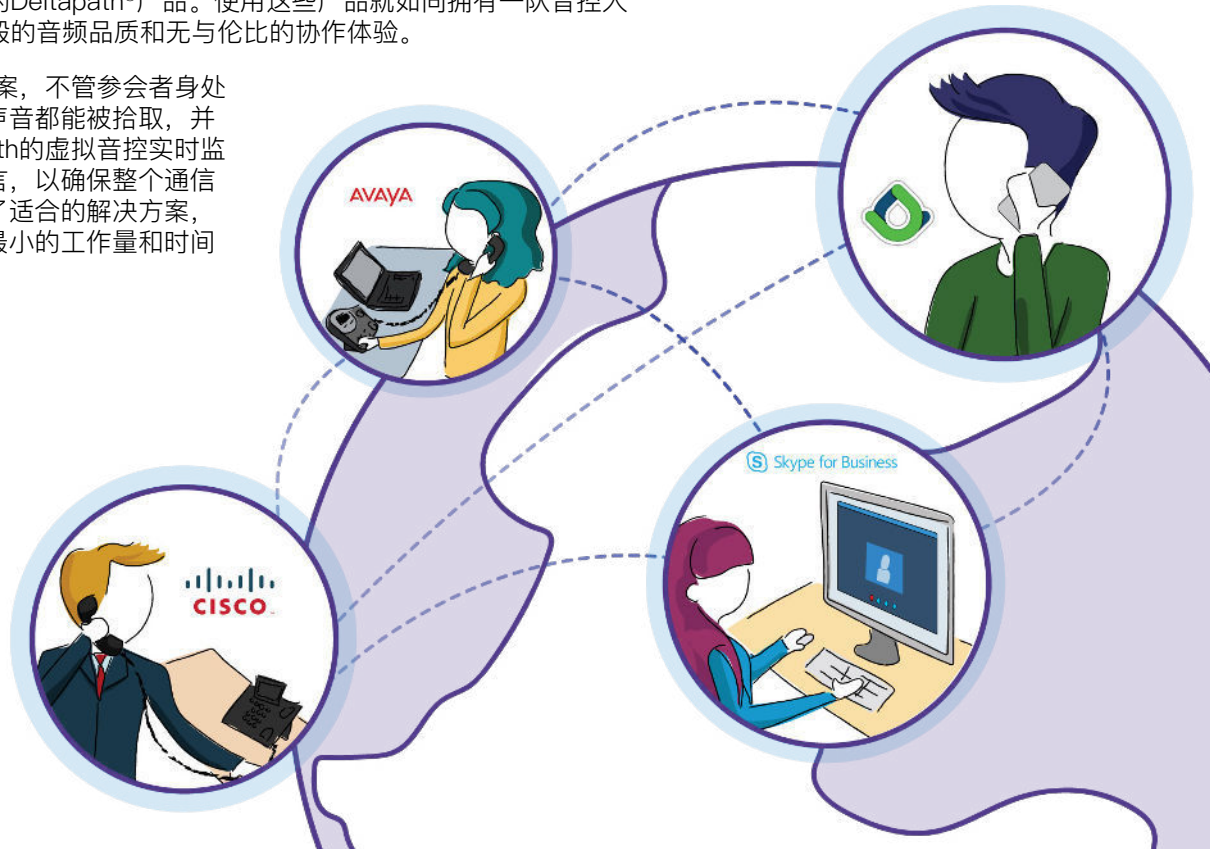 的Deltapath®产品。使用这些产品就如同拥有一队音控人
般的音频品质和无与伦比的协作体验。
案，不管参会者身处
声音都能被拾取，并
th的虚拟音控实时监
言，以确保整个通信
了适合的解决方案，
最小的工作量和时间
AVAYA
Skype for Business
CISCO